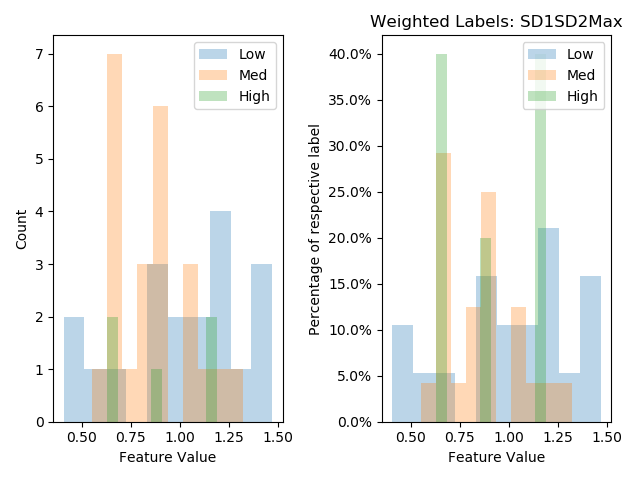 7
6
5
4
3
2
1
0
Count
Low
Med
High
0.50 0.75 1.00 1.25 1.50
Feature Value
Weighted Labels: SD1SD2Max
40.0%
35.0%
30.0%
25.0%
20.0%
15.0%
10.0%
5.0%
0.0%
Percentage of respective label
Low
Med
High
0.50 0.75 1.00 1.25 1.50
Feature Value